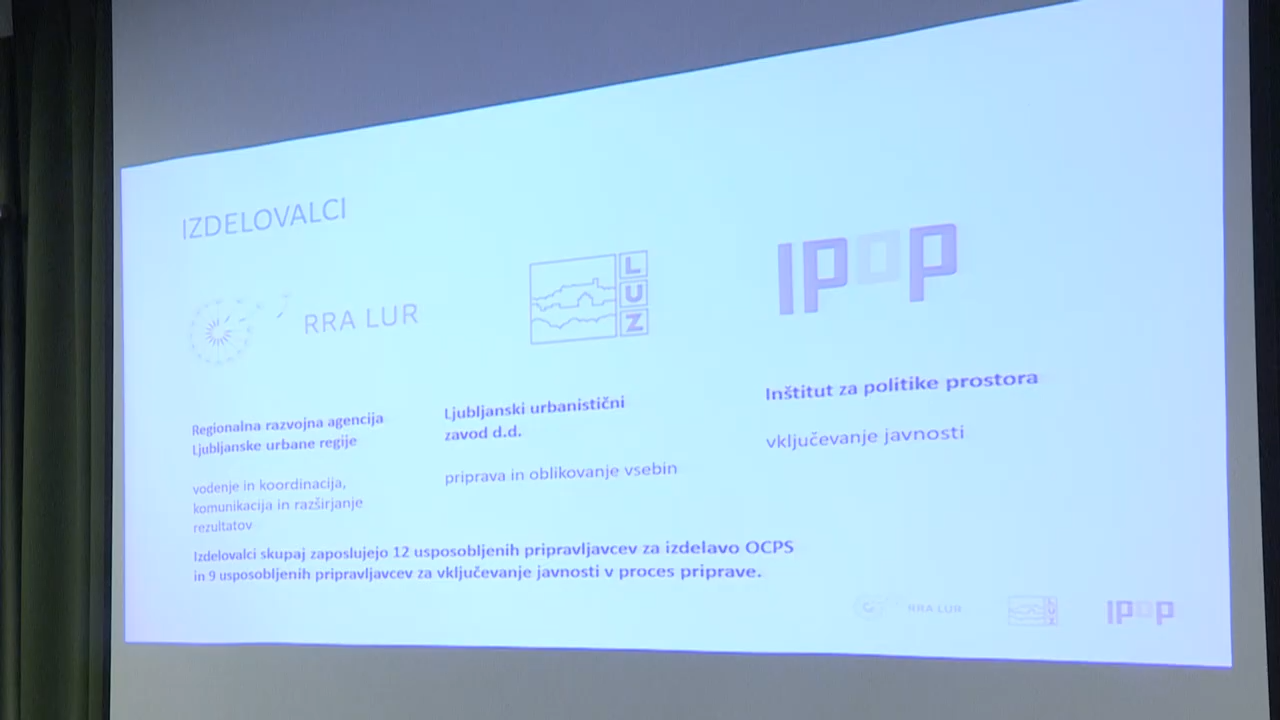 IZDELOVALCI
RRA LUR
L
U
Z
IPOP
Regionalna razvojna agencija
Ljubljanske urbane regije
vodenje in koordinacija,
komunikacija in razširjanje
rezultatov
Ljubljanski urbanistični
zavod d.d.
priprava in oblikovanje vsebin
Inštitut za politike prostora
vključevanje javnosti
Izdelovalci skupaj zaposlujejo 12 usposobljenih pripravljavcev za izdelavo OCPS
in 9 usposobljenih pripravljavcev za vključevanje javnosti v proces priprave.
RRA LUR
LUZ
IPOP